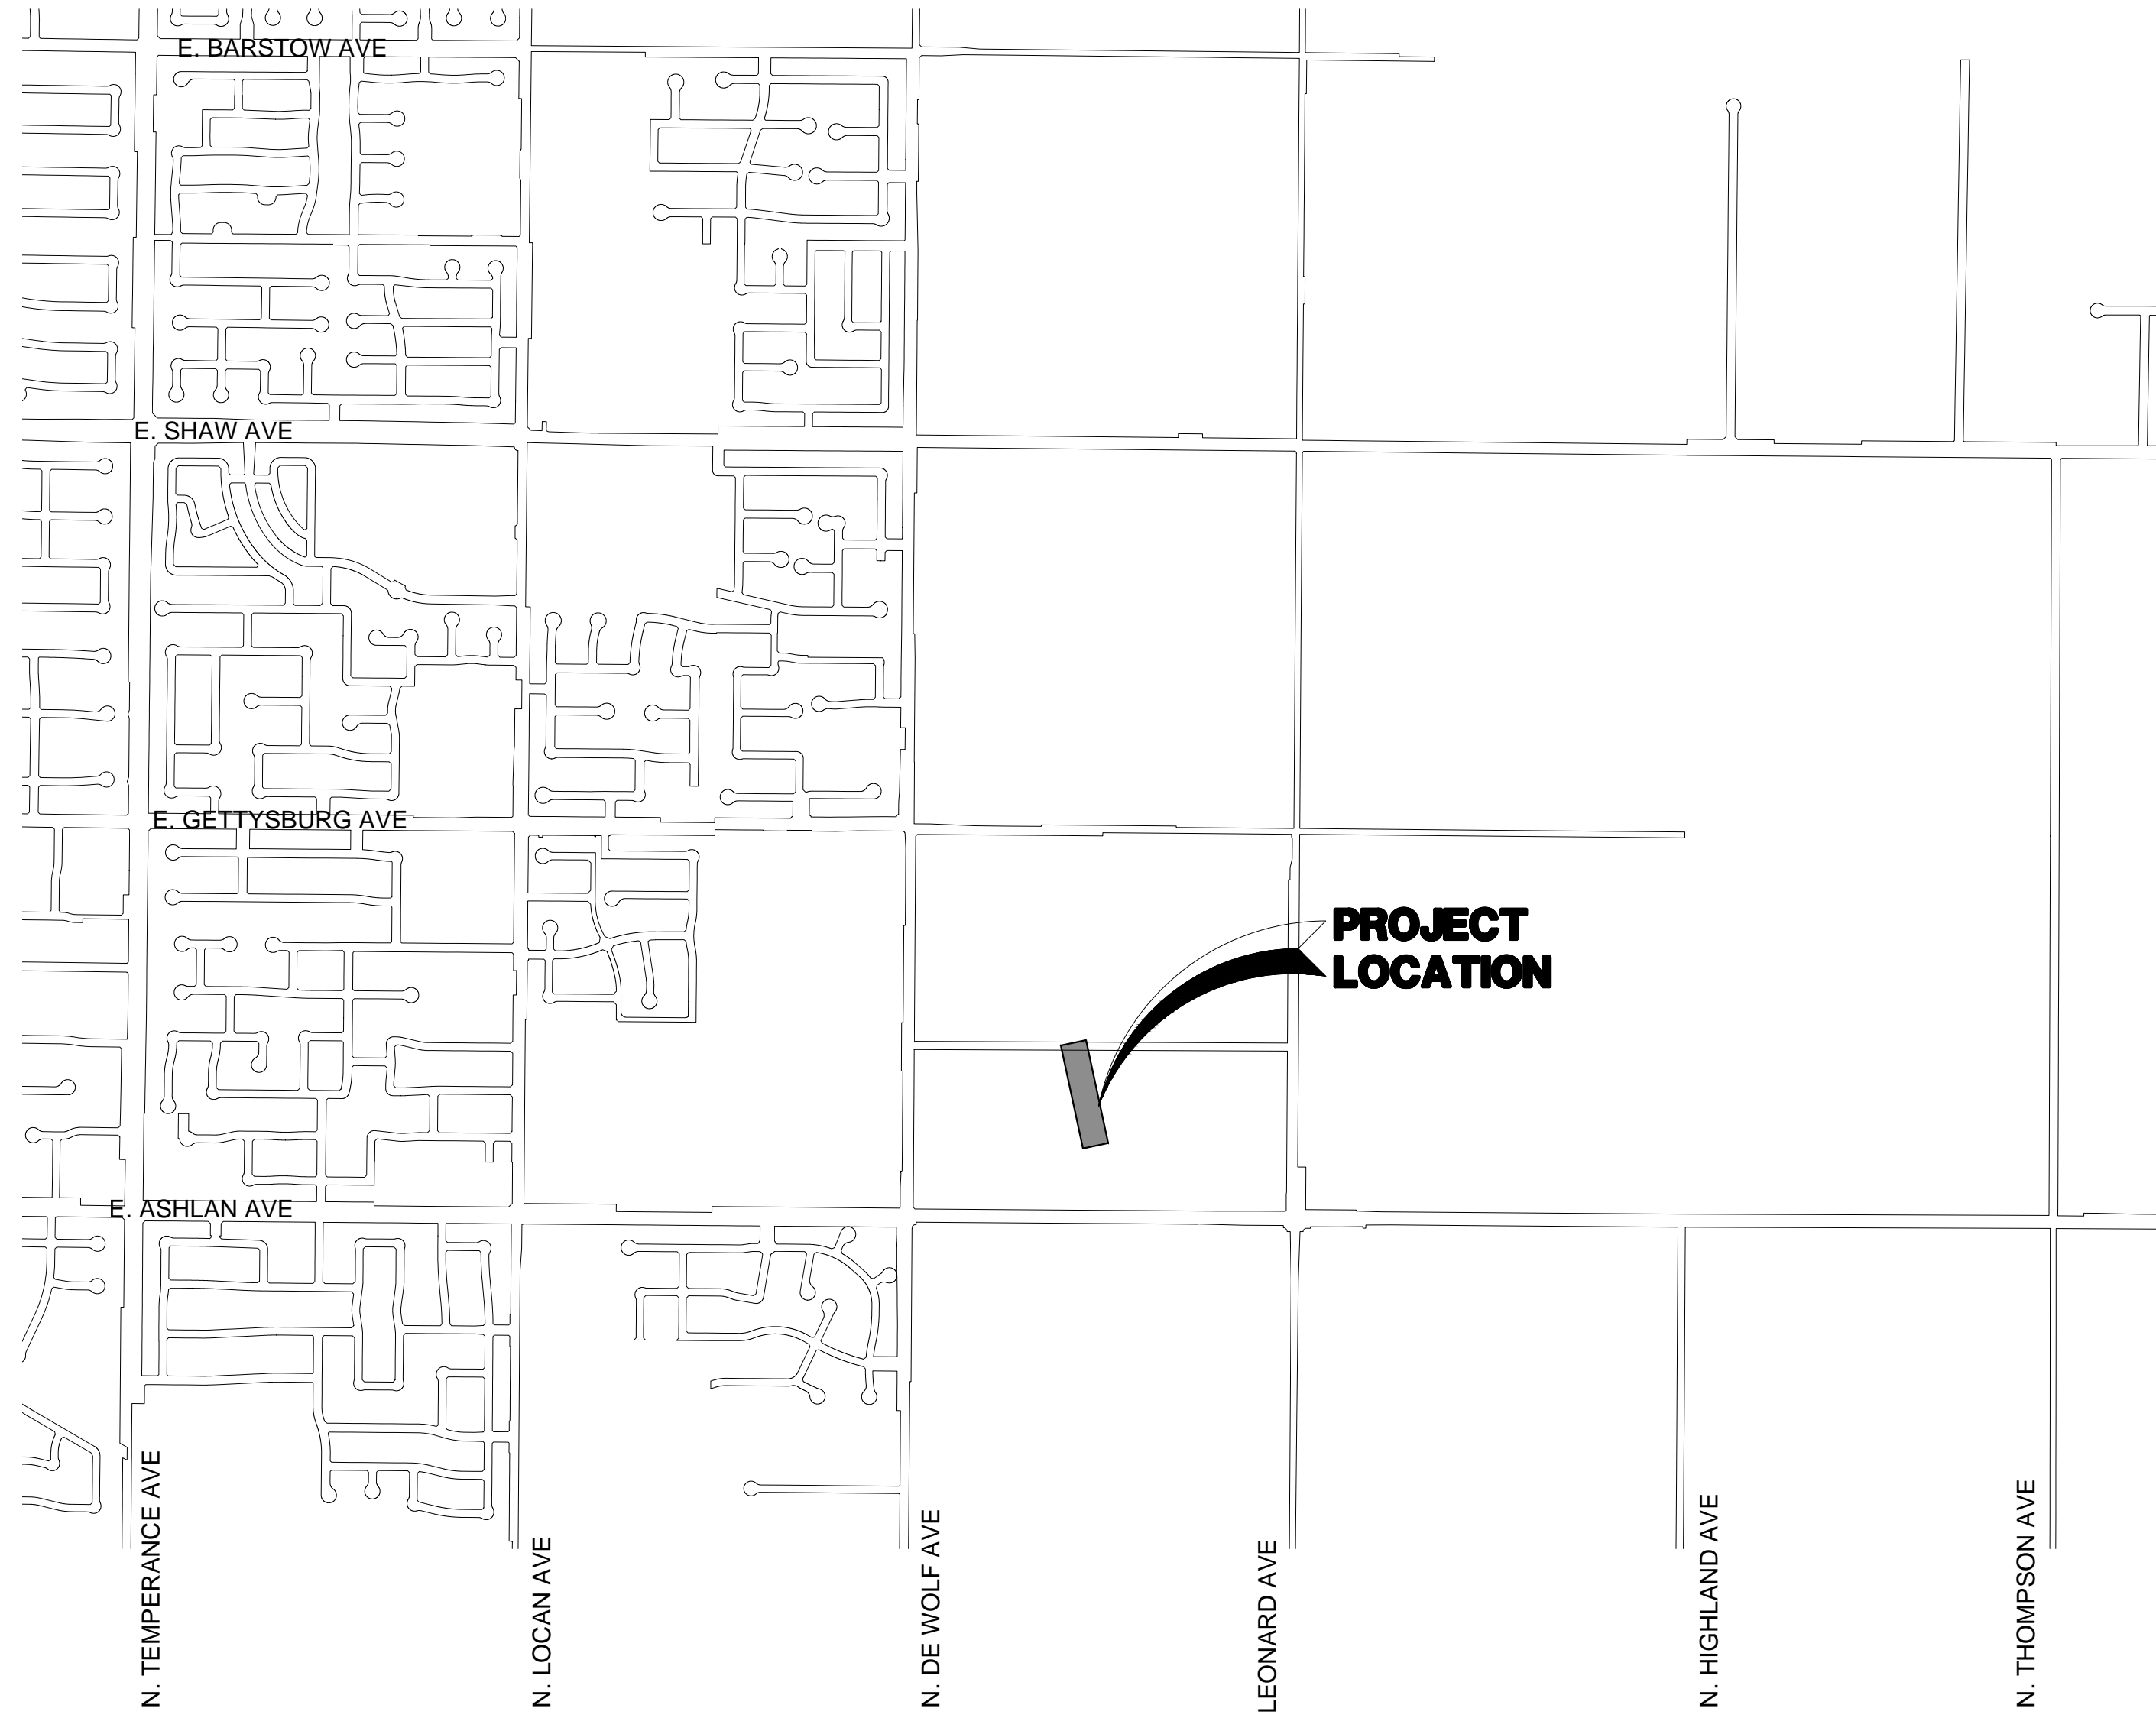 E. BARSTOW AVE
E. SHAW AVE
E. GETTYSBURG AVE
PROJECT
LOCATION
E. ASHLAN AVE
N. TEMPERANCE AVE
N. LOCAN AVE
N. DE WOLF AVE
LEONARD AVE
N. HIGHLAND AVE
N. THOMPSON AVE